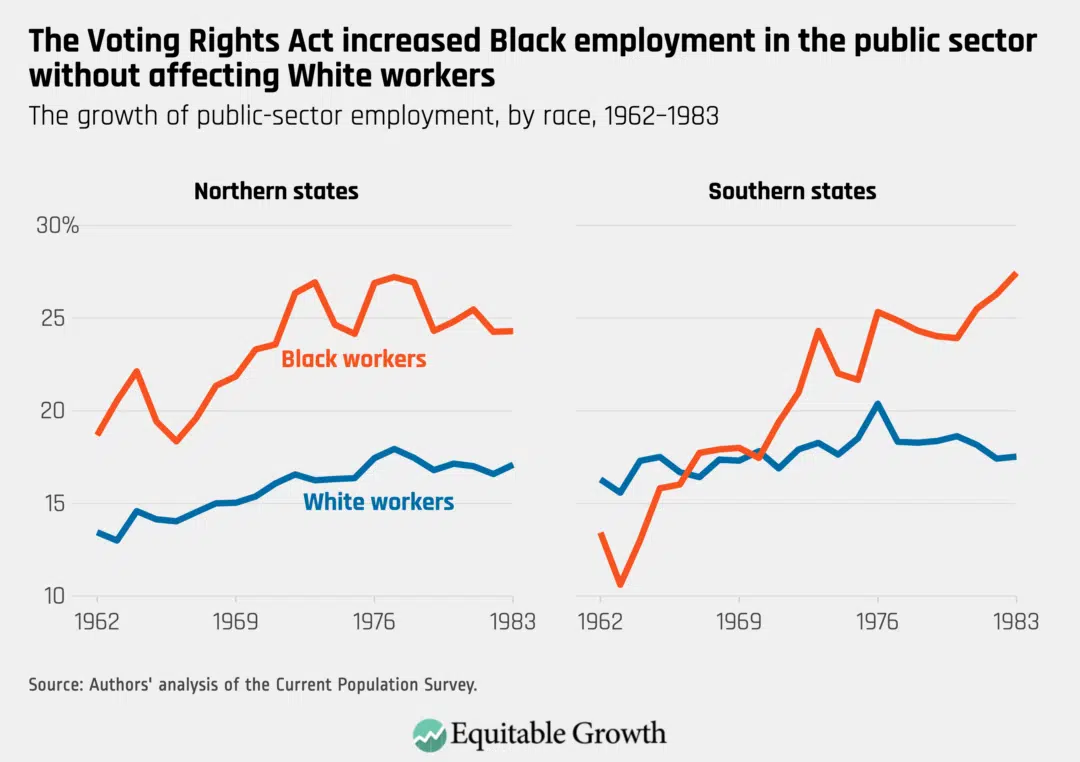 The Voting Rights Act increased Black employment in the public sector
without affecting White workers
The growth of public-sector employment, by race, 1962–1983
Northern states
30%
25
20
15
10
Black workers
White workers
1962
1969
1976
1983
Southern states
1962
1969
1976
1983
Source: Authors' analysis of the Current Population Survey.
Equitable Growth